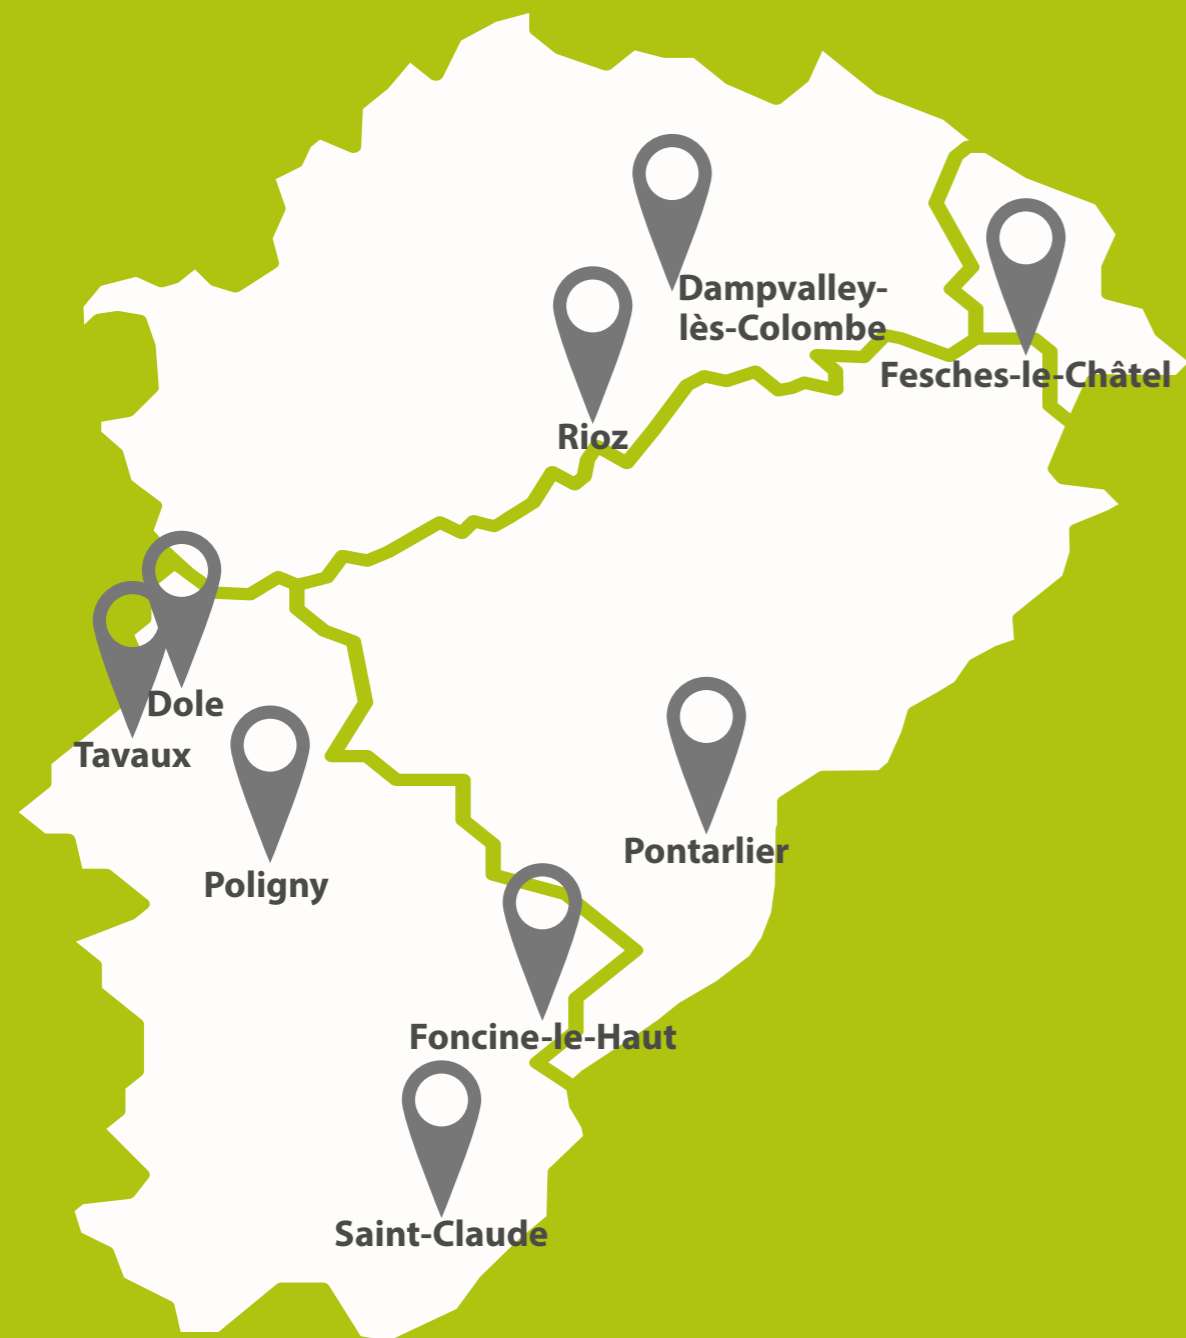 Dampvalley-
lès-Colombe
Fesches-le-Châtel
Rioz
Dole
Tavaux
Pontarlier
Poligny
Foncine-le-Haut
Saint-Claude